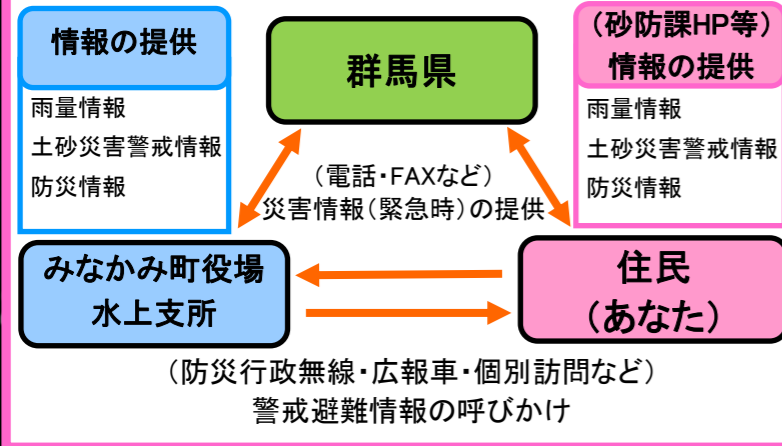 情報の提供
雨量情報
土砂災害警戒情報
防災情報
群馬県
（砂防課HP等）
情報の提供
雨量情報
土砂災害警戒情報
防災情報
（電話・FAXなど）
災害情報（緊急時）の提供
みなかみ町役場
水上支所
住民
（あなた）
（防災行政無線・広報車・個別訪問など）
警戒避難情報の呼びかけ